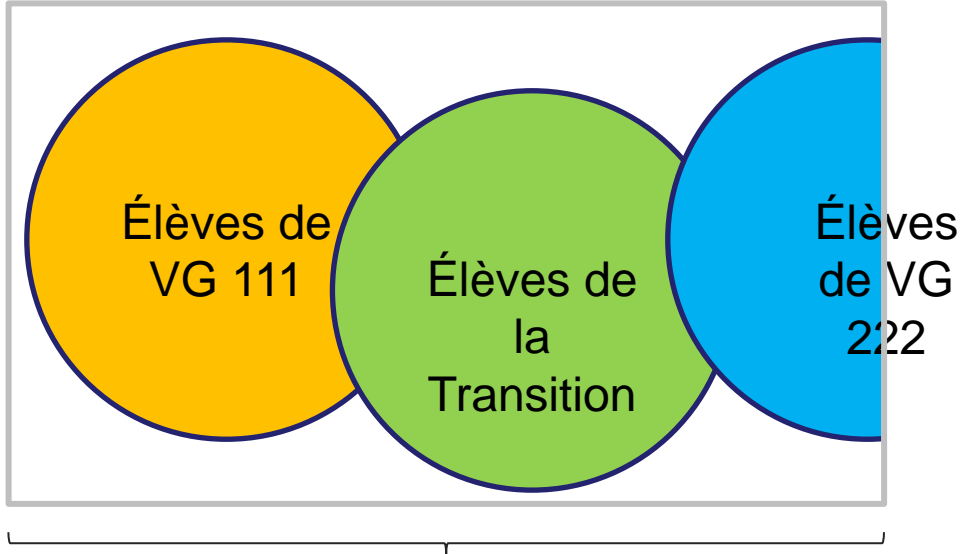 Élèves de
VG 111
Élèves de
la
Transition
Élèves
de VG
222